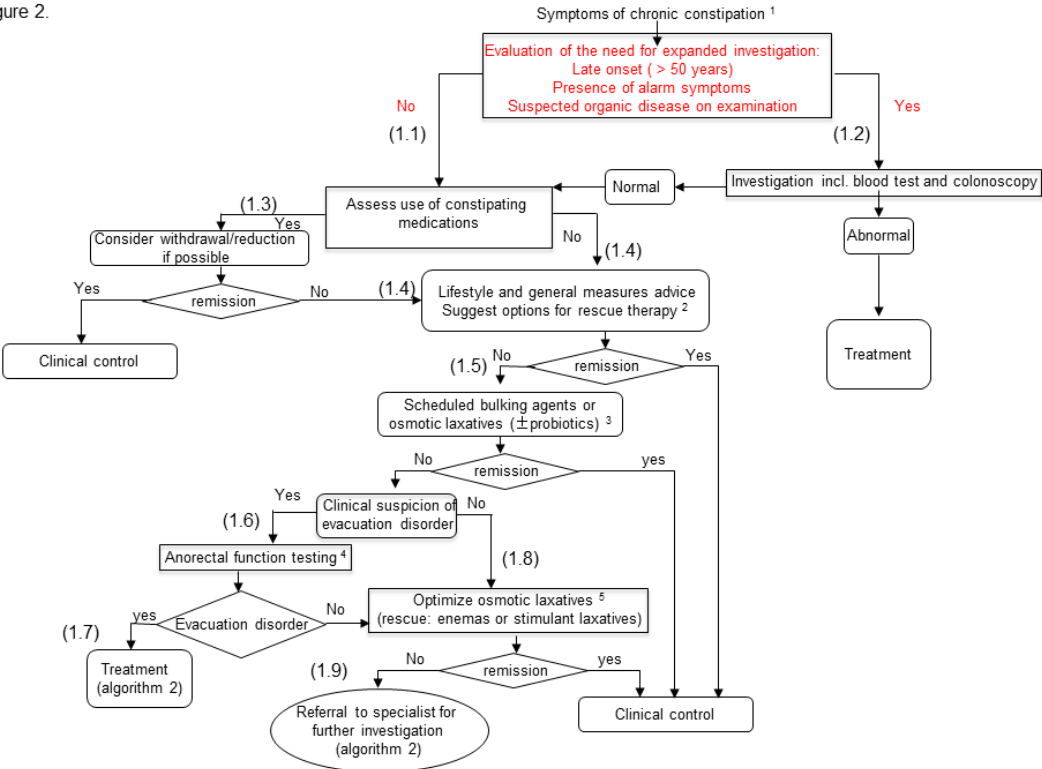 gure 2.
Symptoms of chronic constipation 1
Evaluation of the need for expanded investigation:
Late onset ( > 50 years)
Presence of alarm symptoms
Suspected organic disease on examination
No
Yes
(1.1)
(1.2)
Investigation incl. blood test and colonoscopy
Normal
Assess use of constipating
medications
(1.3)
Yes
Consider withdrawal/reduction
if possible
No
(1.4)
Abnormal
Yes
remission
No
(1.4)
Lifestyle and general measures advice
Suggest options for rescue therapy 2
Clinical control
Treatment
(1.5)
No
remission
Yes
Scheduled bulking agents or
osmotic laxatives (±probiotics) 3
No
remission
yes
Yes
Clinical suspicion of
evacuation disorder
No
(1.6)
Anorectal function testing 4
(1.8)
Optimize osmotic laxatives 5
(rescue: enemas or stimulant laxatives)
yes
Evacuation disorder
No
(1.7)
Treatment
(algorithm 2)
(1.9)
No
remission
yes
Referral to specialist for
further investigation
(algorithm 2)
Clinical control